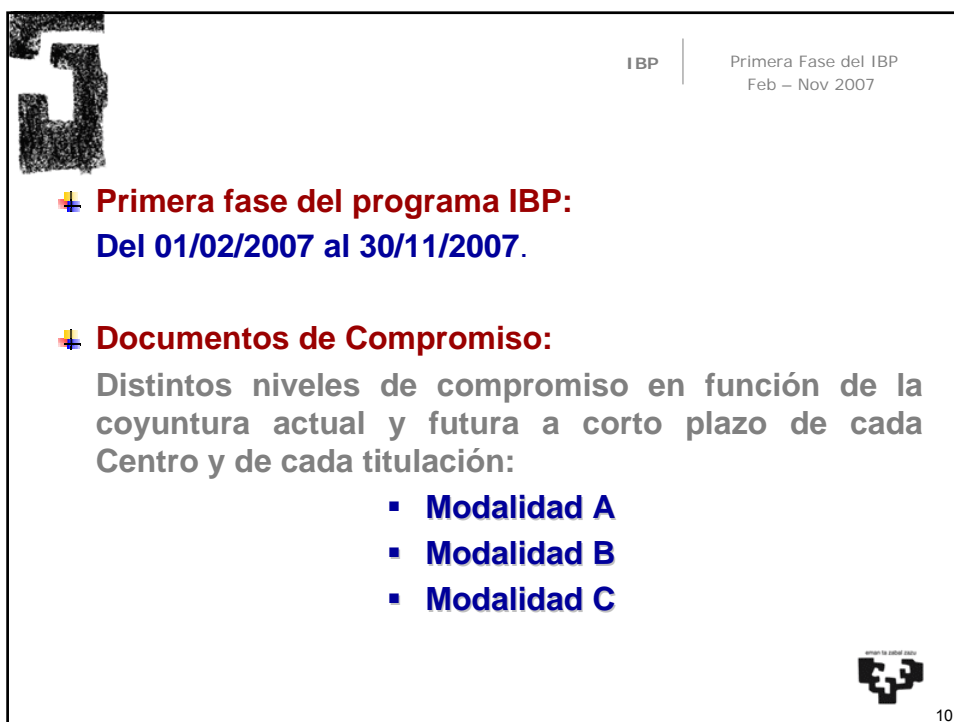 IBP
Primera Fase del IBP
Feb – Nov 2007
Primera fase del programa IBP:
Del 01/02/2007 al 30/11/2007.
Documentos de Compromiso:
Distintos niveles de compromiso en función de la
coyuntura actual y futura a corto plazo de cada
Centro y de cada titulación:
▪ Modalidad A
▪ Modalidad B
▪ Modalidad C
eman ta zabal zazu
10